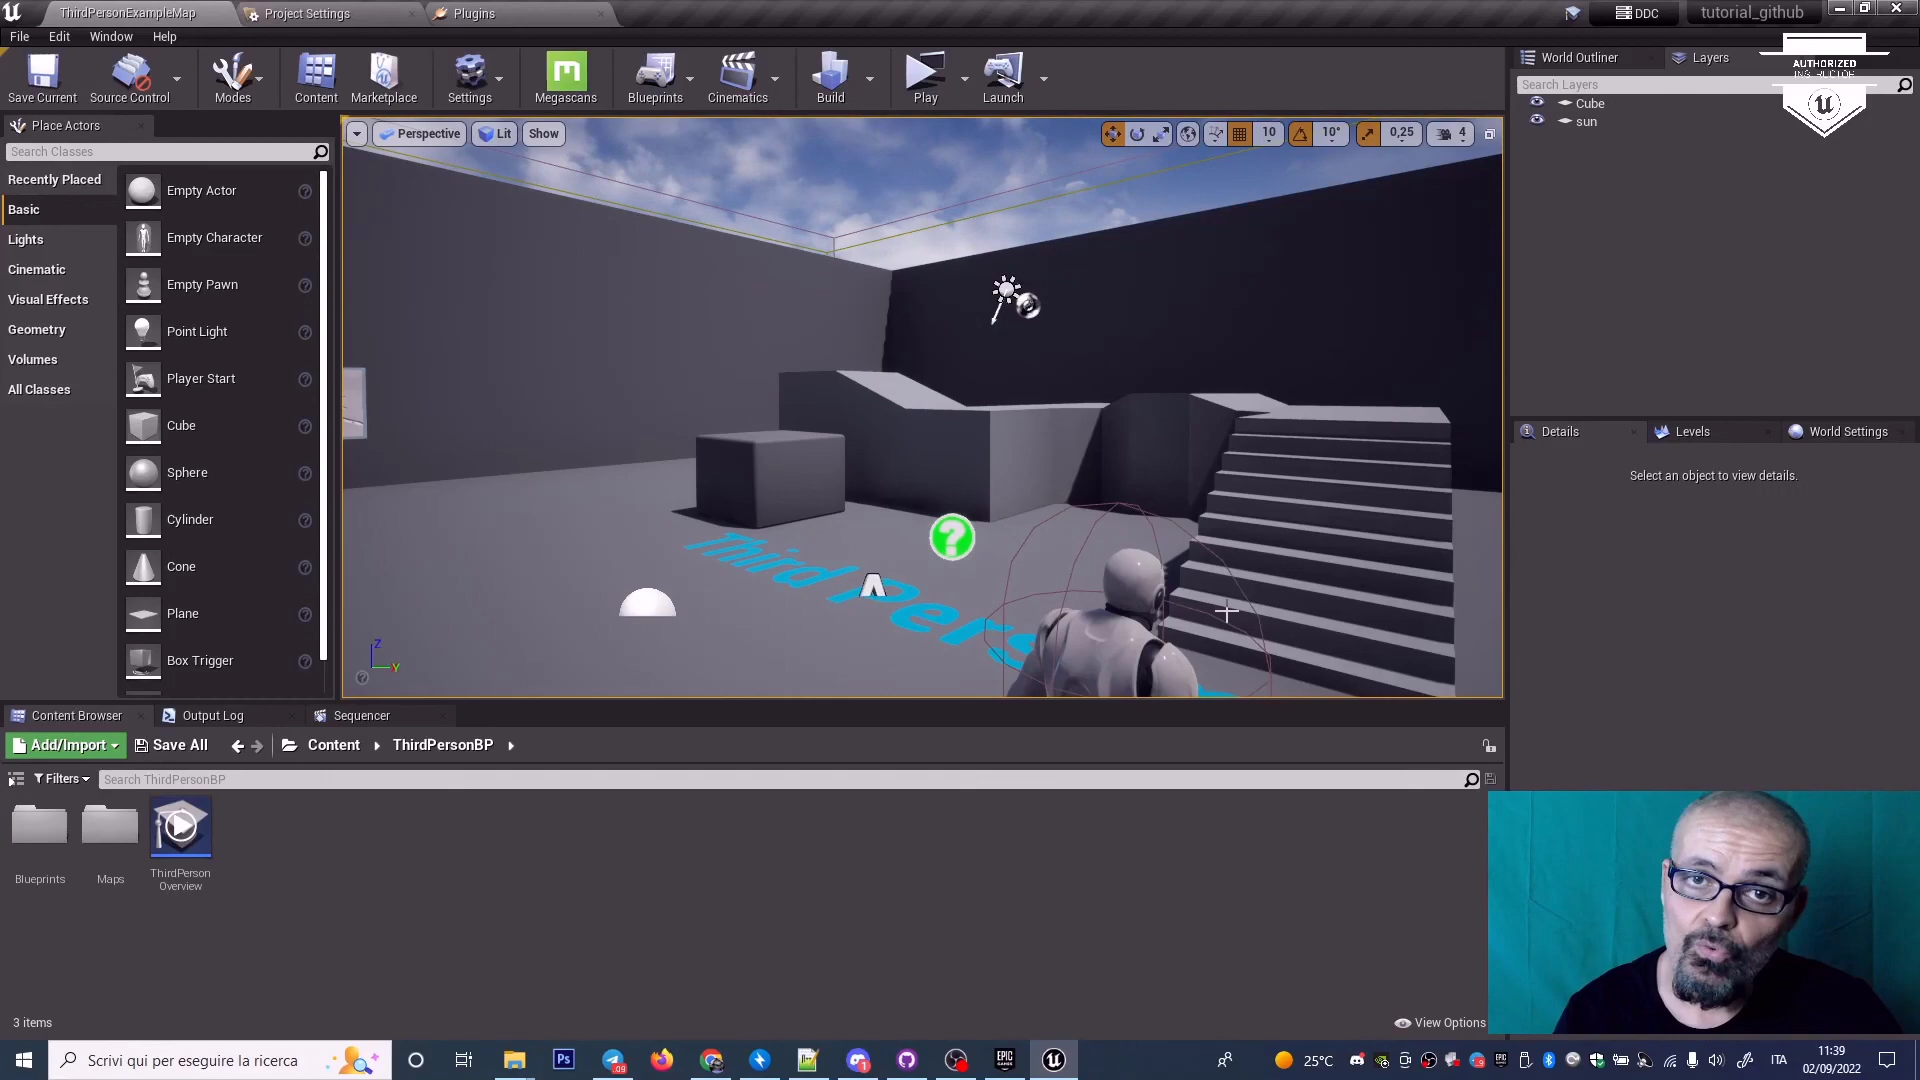 ThirdPersonExampleMap
Project Settings
Plugins
DDC
tutorial_github
File Edit Window Help
Save Current
Source Control
Modes
Content
Marketplace
Settings
Megascans
Blueprints
Cinematics
Build
Play
Launch
World Outliner
Layers
AUTHORIZED
INSTRUCTOR
Search Layers
Cube
sun
Place Actors
Search Classes
Recently Placed
Basic
Lights
Cinematic
Visual Effects
Geometry
Volumes
All Classes
Empty Actor
Empty Character
Empty Pawn
Point Light
Player Start
Cube
Sphere
Cylinder
Cone
Plane
Box Trigger
Perspective
Lit
Show
10
10°
0,25
4
Third Pers
Z
Y
Details
Levels
World Settings
Select an object to view details.
Content Browser
Output Log
Sequencer
Add/Import
Save All
Content
ThirdPersonBP
Filters
Search ThirdPersonBP
Blueprints
Maps
ThirdPerson
Overview
3 items
View Options
Scrivi qui per eseguire la ricerca
Ps
EPIC
25°C
ITA
11:39
02/09/2022